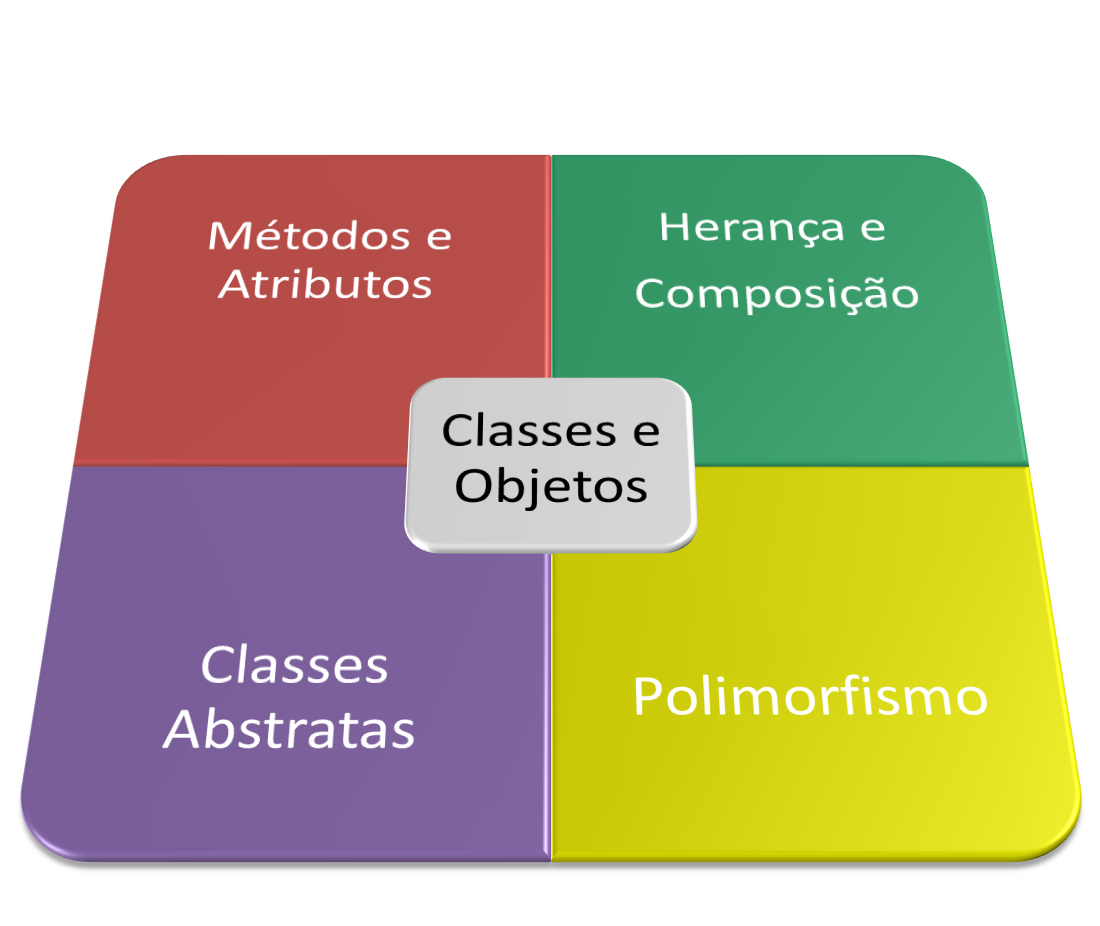 Métodos e
Atributos
Herança e
Composição
Classes e
Objetos
Classes
Abstratas
Polimorfismo